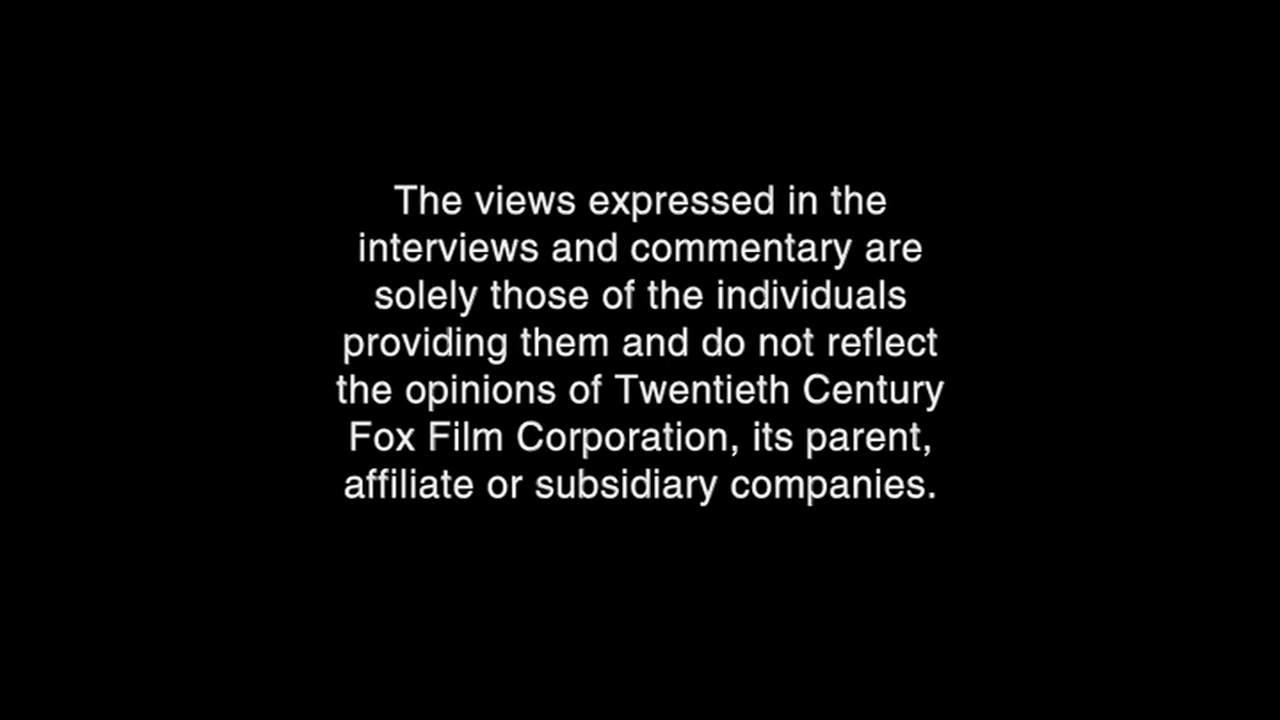 The views expressed in the
interviews and commentary are
solely those of the individuals
providing them and do not reflect
the opinions of Twentieth Century
Fox Film Corporation, its parent,
affiliate or subsidiary companies.